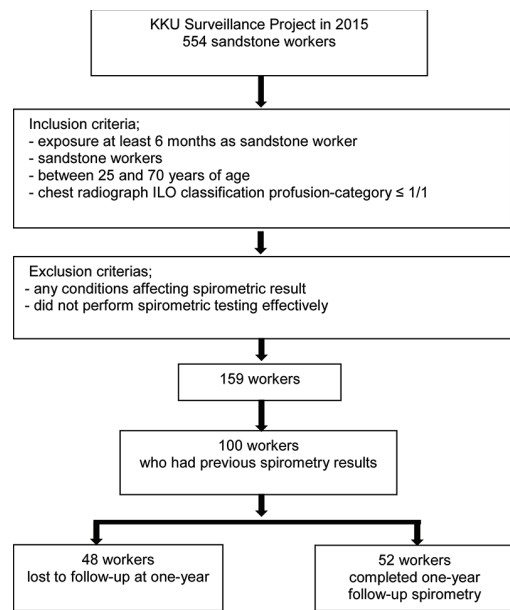 KKU Surveillance Project in 2015
554 sandstone workers
Inclusion criteria;
- exposure at least 6 months as sandstone worker
- sandstone workers
- between 25 and 70 years of age
- chest radiograph ILO classification profusion-category ≤ 1/1
Exclusion criterias;
- any conditions affecting spirometric result
- did not perform spirometric testing effectively
159 workers
100 workers
who had previous spirometry results
48 workers
lost to follow-up at one-year
52 workers
completed one-year
follow-up spirometry